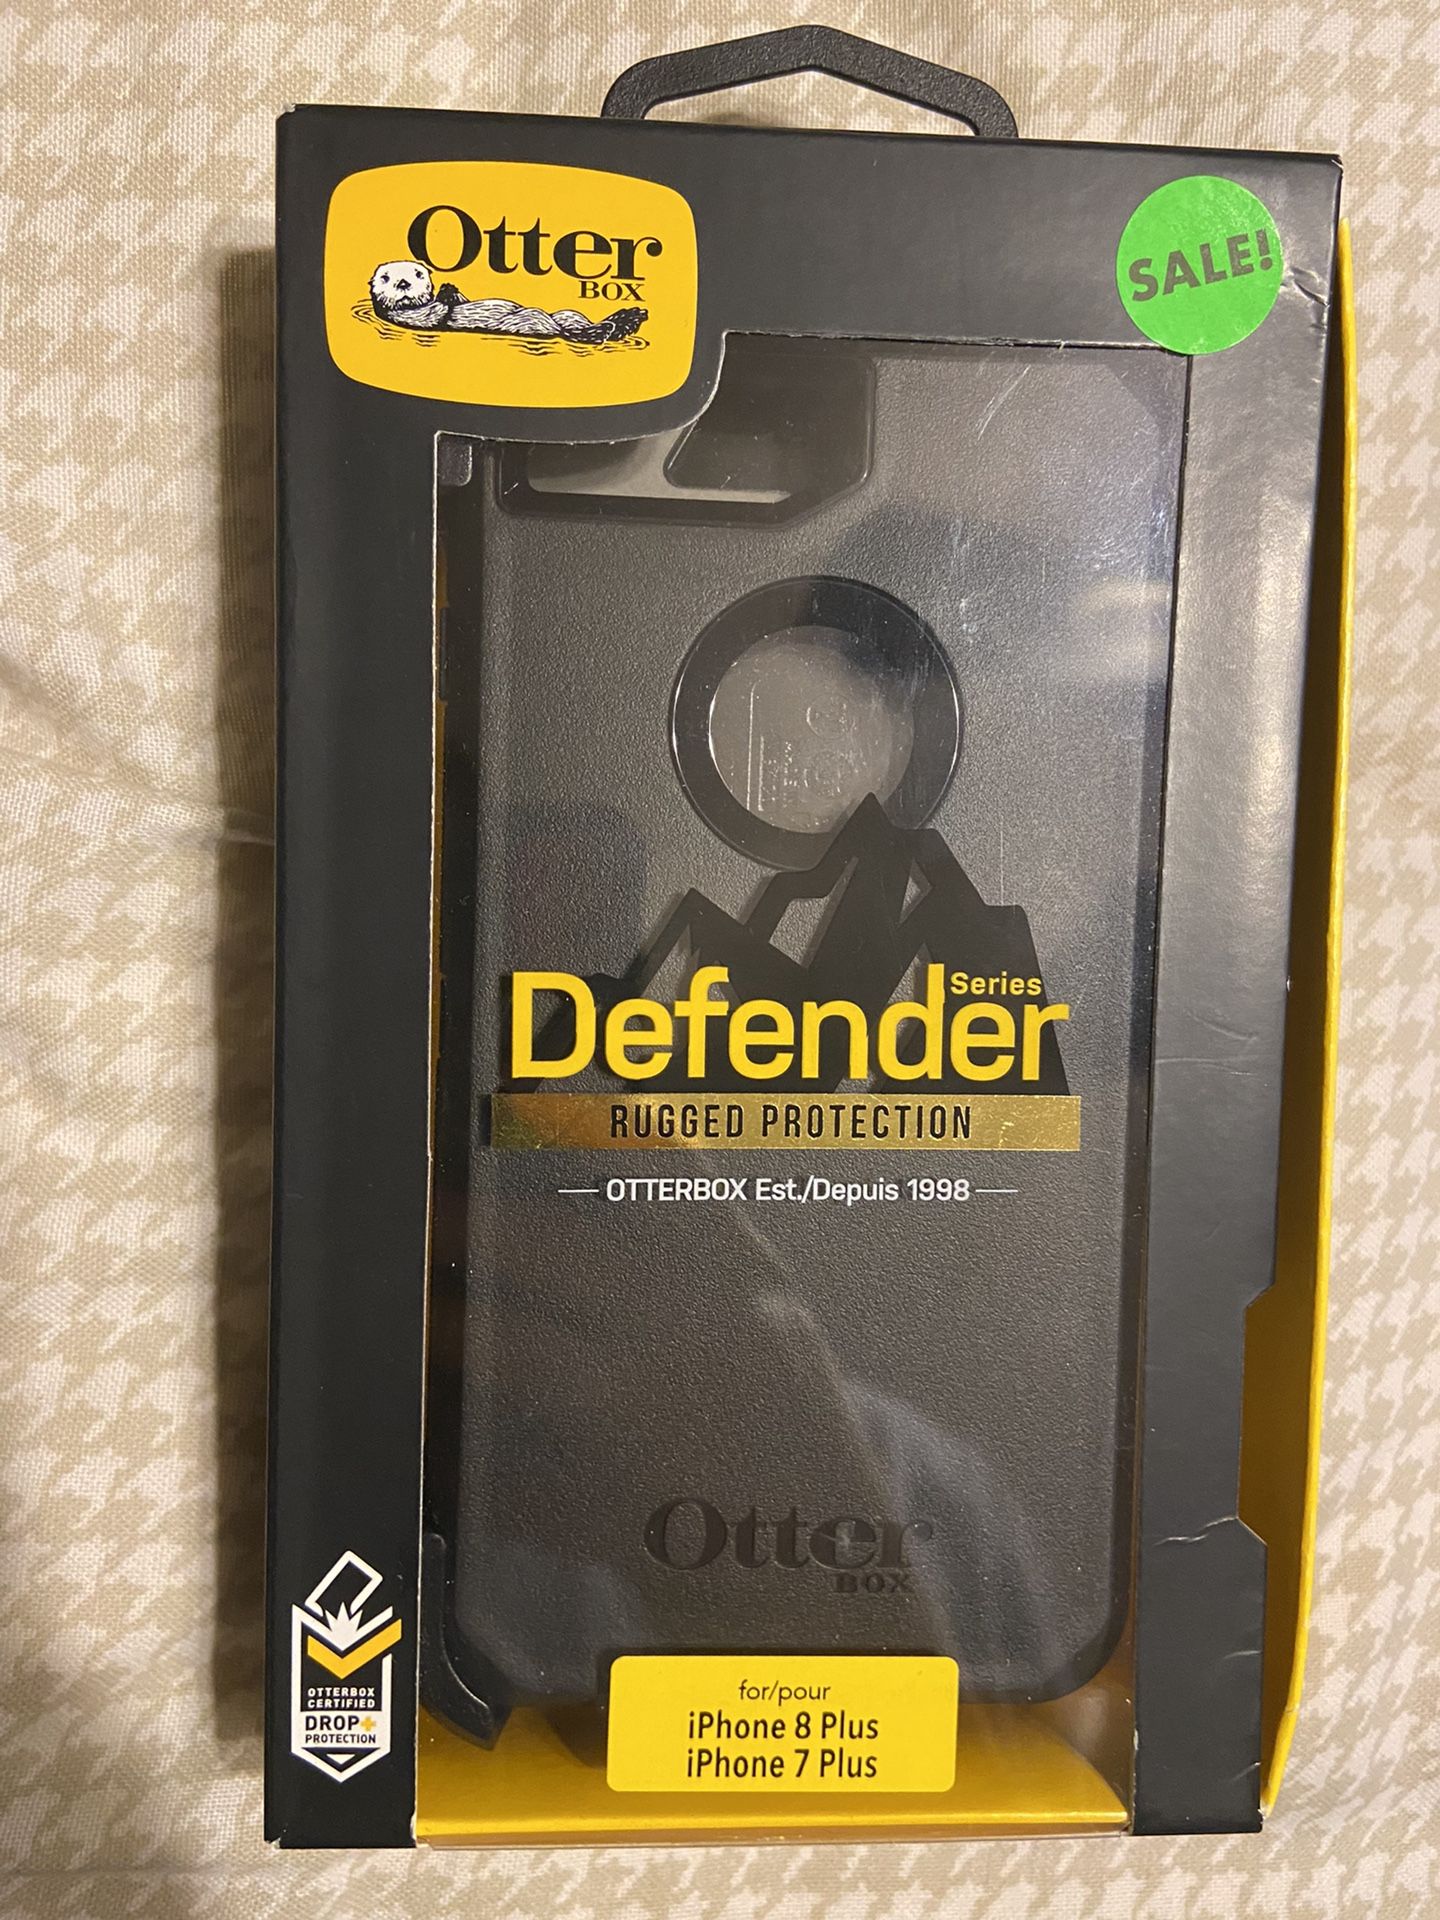 Otter
BOX
SALE!
Defender
Series
RUGGED PROTECTION
OTTERBOX Est./Depuis 1998
Otter
BOX
OTTERBOX
CERTIFIED
DROP+
PROTECTION
for/pour
iPhone 8 Plus
iPhone 7 Plus